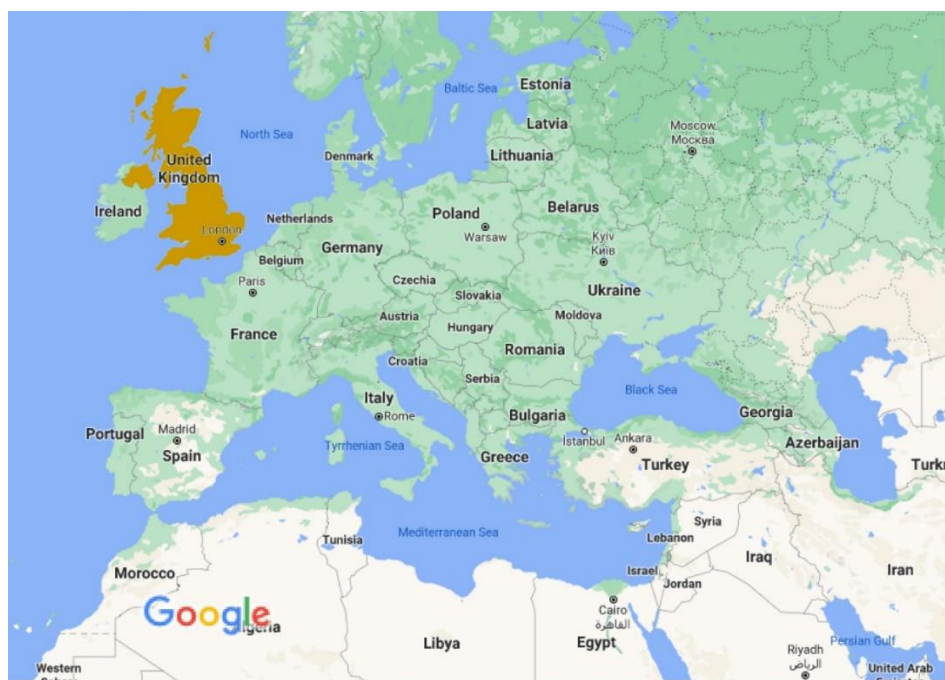 Estonia
Baltic Sea
Latvia
Moscow
Москва
North Sea
Denmark
Lithuania
United
Kingdom
Ireland
Netherlands
Poland
Belarus
London
Warsaw
Kyiv
Київ
Germany
Belgium
Paris
Czechia
Slovakia
Ukraine
Austria
Moldova
France
Hungary
Romania
Croatia
Serbia
Black Sea
Italy
Rome
Bulgaria
Georgia
Portugal
Madrid
Spain
Tyrrhenian Sea
Greece
İstanbul
Ankara
Turkey
Azerbaijan
Mediterranean Sea
Tunisia
Syria
Lebanon
Iraq
Israel
Jordan
Iran
Morocco
Google
Algeria
Libya
Cairo
القاهرة
Egypt
Persian Gulf
Riyadh
الرياض
Western
United Arab